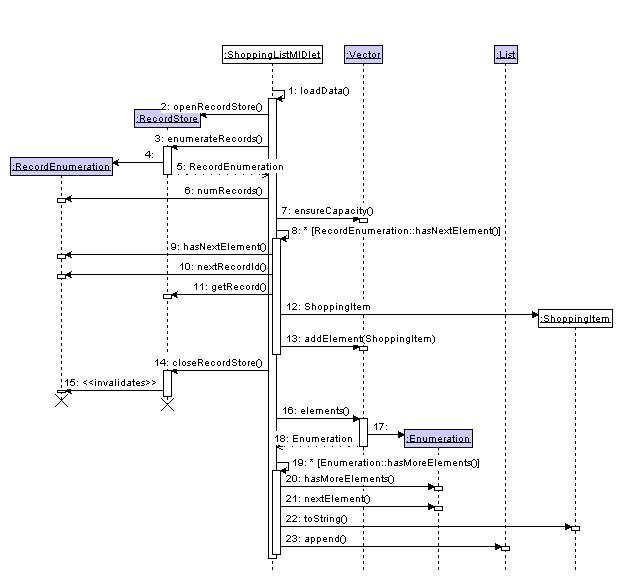 :ShoppingListMIDlet :Vector :List
1: loadData()
2: openRecordStore()
:RecordStore
3: enumerateRecords()
4:
:RecordEnumeration
5: RecordEnumeration
6: numRecords()
7: ensureCapacity()
8: * [RecordEnumeration::hasNextElement()]
9: hasNextElement()
10: nextRecordId()
11: getRecord()
12: ShoppingItem
:ShoppingItem
13: addElement(ShoppingItem)
14: closeRecordStore()
15: <<invalidates>>
16: elements()
17:
:Enumeration
18: Enumeration
19: * [Enumeration::hasMoreElements()]
20: hasMoreElements()
21: nextElement()
22: toString()
23: append()